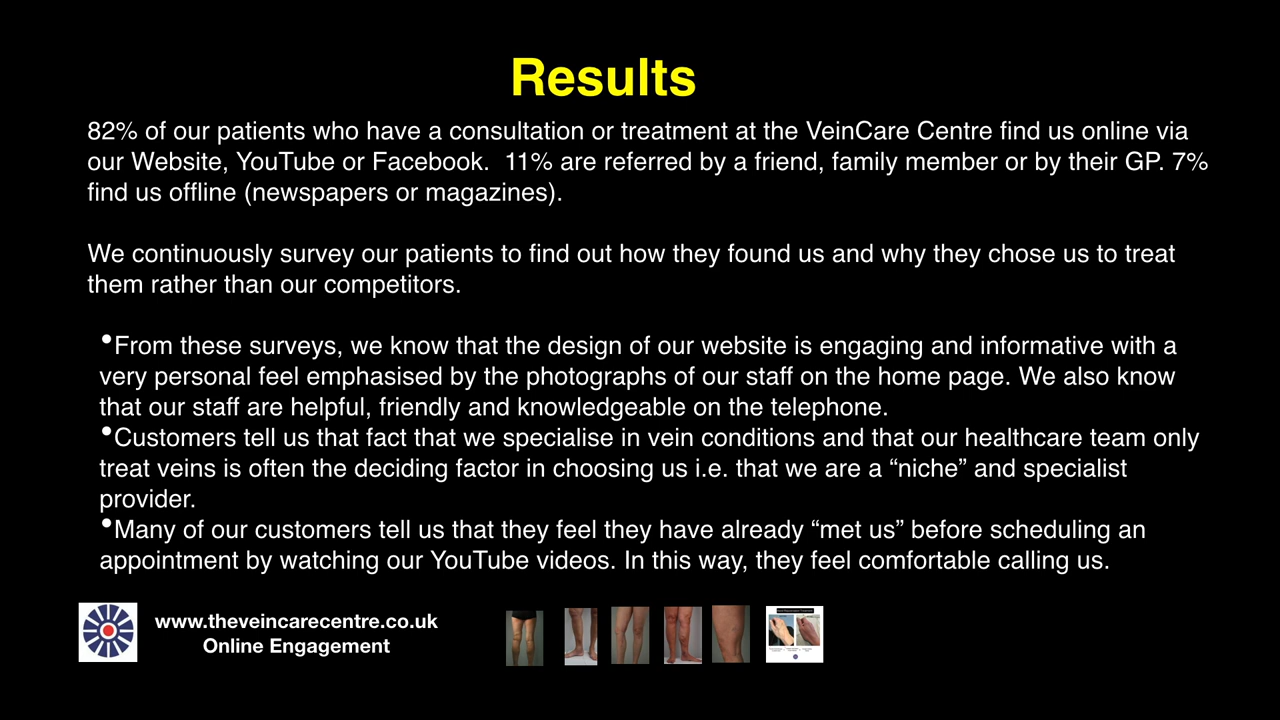 Results
82% of our patients who have a consultation or treatment at the VeinCare Centre find us online via
our Website, YouTube or Facebook.  11% are referred by a friend, family member or by their GP. 7%
find us offline (newspapers or magazines).
We continuously survey our patients to find out how they found us and why they chose us to treat
them rather than our competitors.
•From these surveys, we know that the design of our website is engaging and informative with a
very personal feel emphasised by the photographs of our staff on the home page. We also know
that our staff are helpful, friendly and knowledgeable on the telephone.
•Customers tell us that fact that we specialise in vein conditions and that our healthcare team only
treat veins is often the deciding factor in choosing us i.e. that we are a “niche” and specialist
provider.
•Many of our customers tell us that they feel they have already “met us” before scheduling an
appointment by watching our YouTube videos. In this way, they feel comfortable calling us.
www.theveincarecentre.co.uk
Online Engagement